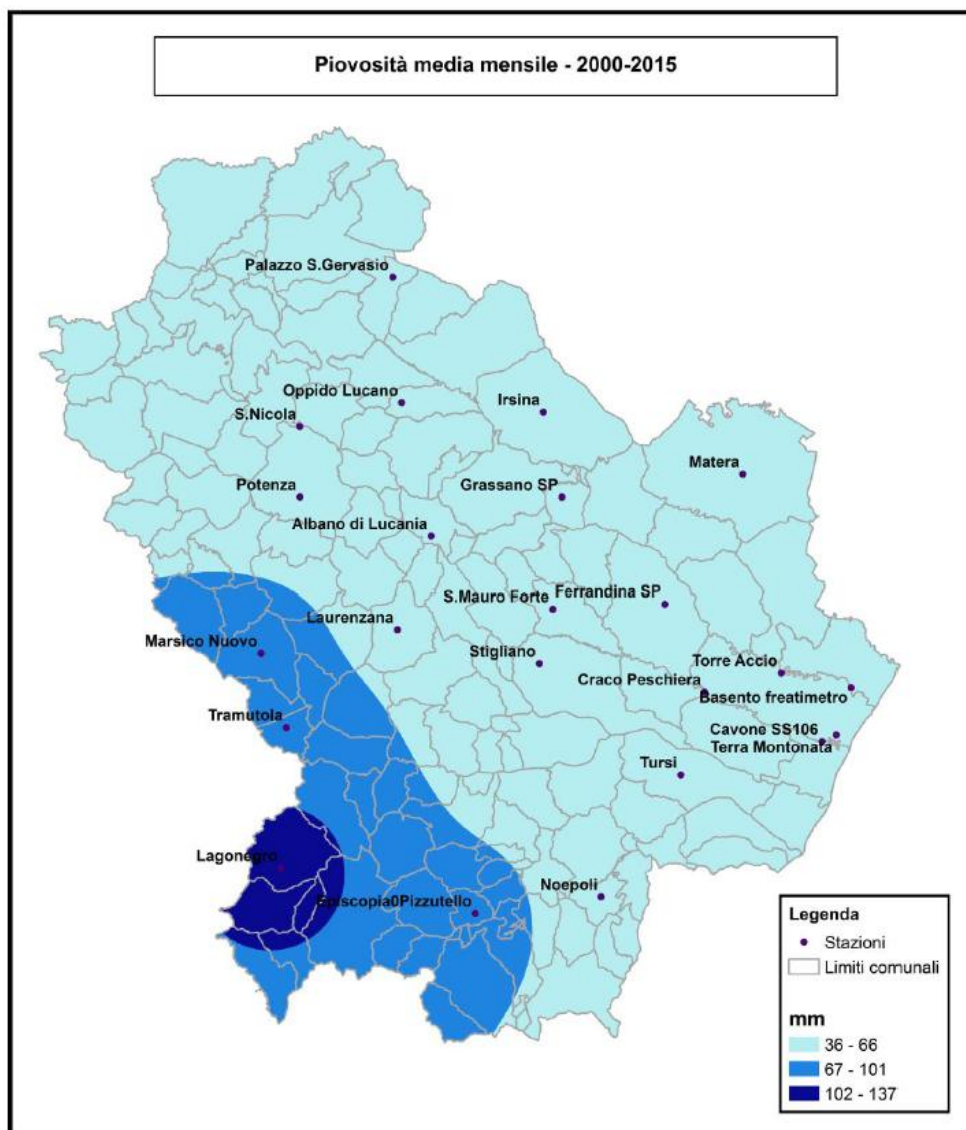 Piovosità media mensile - 2000-2015
Palazzo S.Gervasio
Oppido Lucano
Irsina
S.Nicola
Matera
Potenza
Grassano SP
Albano di Lucania
S.Mauro Forte
Ferrandina SP
Laurenzana
Marsico Nuovo
Stigliano
Torre Accio
Craco Peschiera
Basento freatimetro
Tramutola
Cavone SS106
Terra Montonata
Tursi
Lagonegro
Noepoli
Episcopia0Pizzutello
Legenda
Stazioni
Limiti comunali
mm
36 - 66
67 - 101
102 - 137